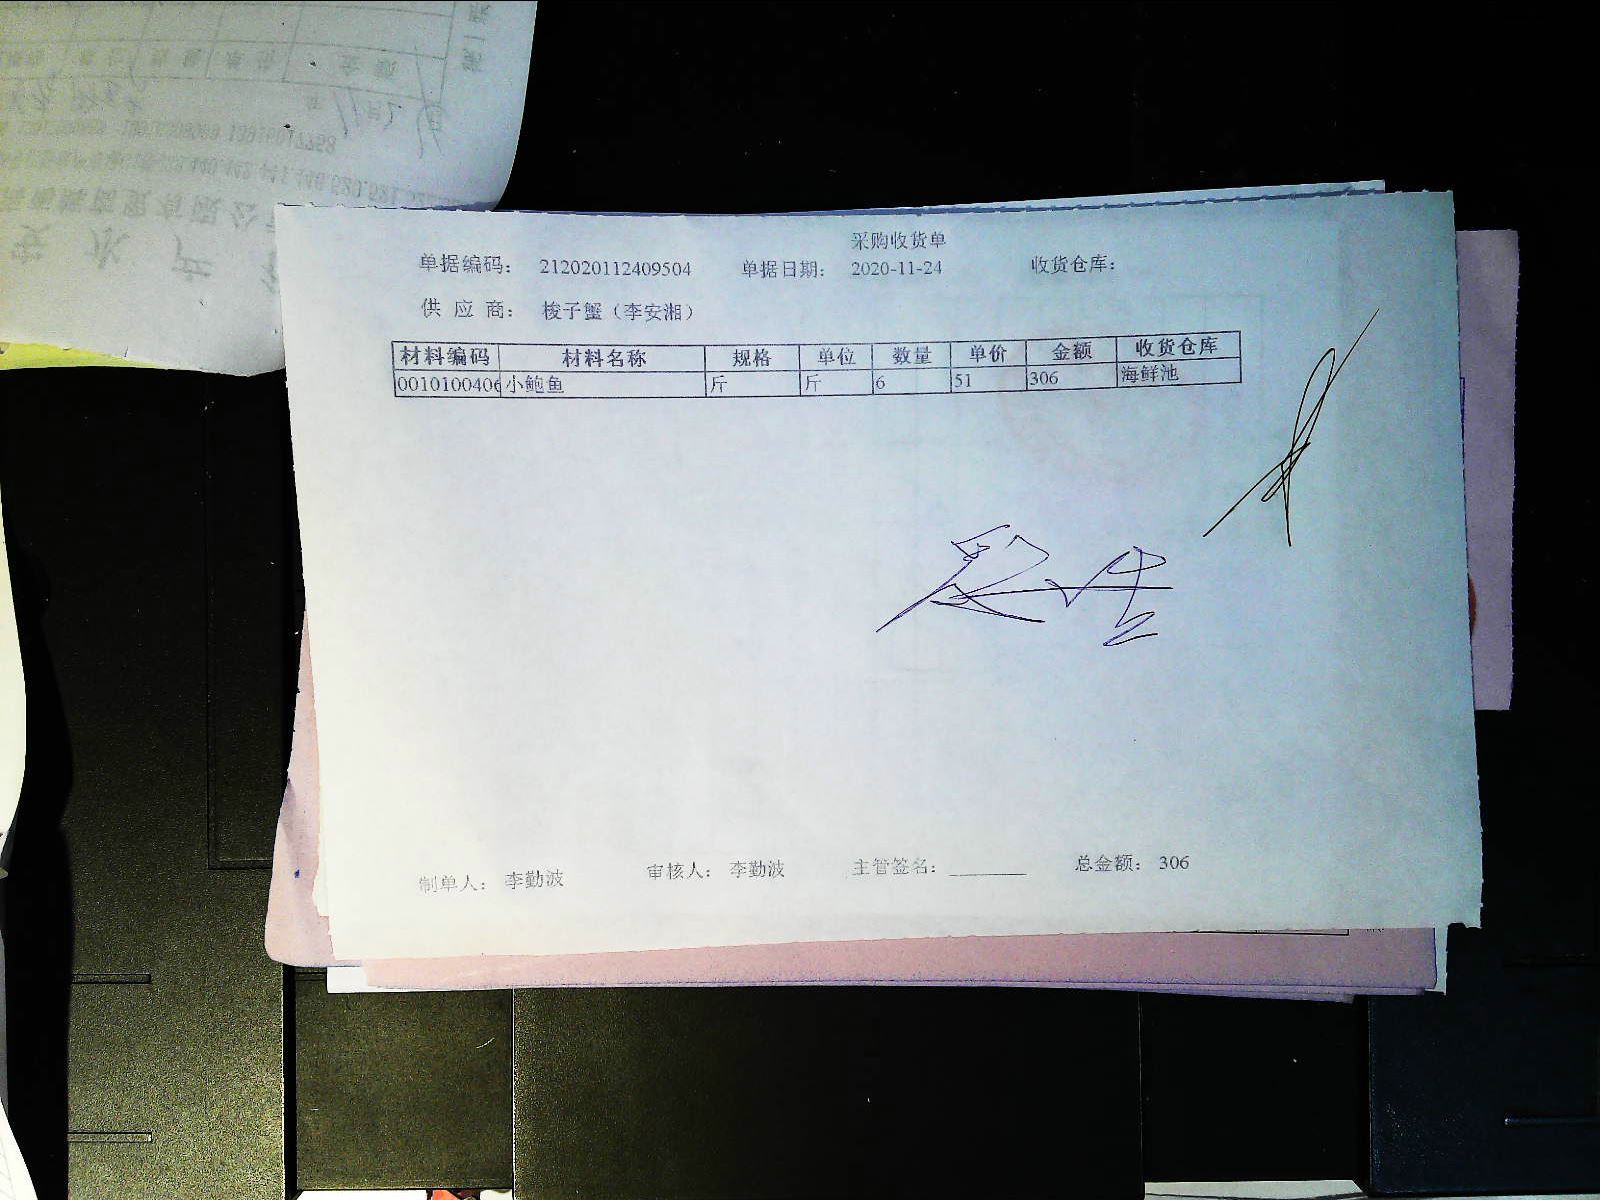 采购收货单
单据编码: 212020112409504 单据日期: 2020-11-24 收货仓库:
供应商: 梭子蟹(李安湘)
材料编码 材料名称 规格 单位 数量 单价 金额 收货仓库
0010100406 小鲍鱼 斤 斤 6 51 306 海鲜池
制单人: 李勤波 审核人: 李勤波 主管签名: ________ 总金额: 306